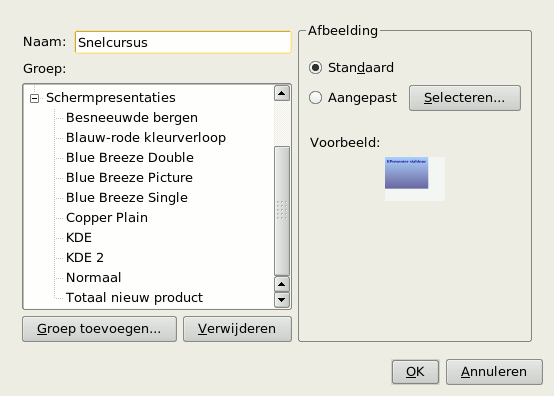 Naam: Snelcursus
Groep:
Schermpresentaties
Besneeuwde bergen
Blauw-rode kleurverloop
Blue Breeze Double
Blue Breeze Picture
Blue Breeze Single
Copper Plain
KDE
KDE 2
Normaal
Totaal nieuw product
Groep toevoegen... Verwijderen
Afbeelding
Standaard
Aangepast Selecteren...
Voorbeeld:
OK Annuleren